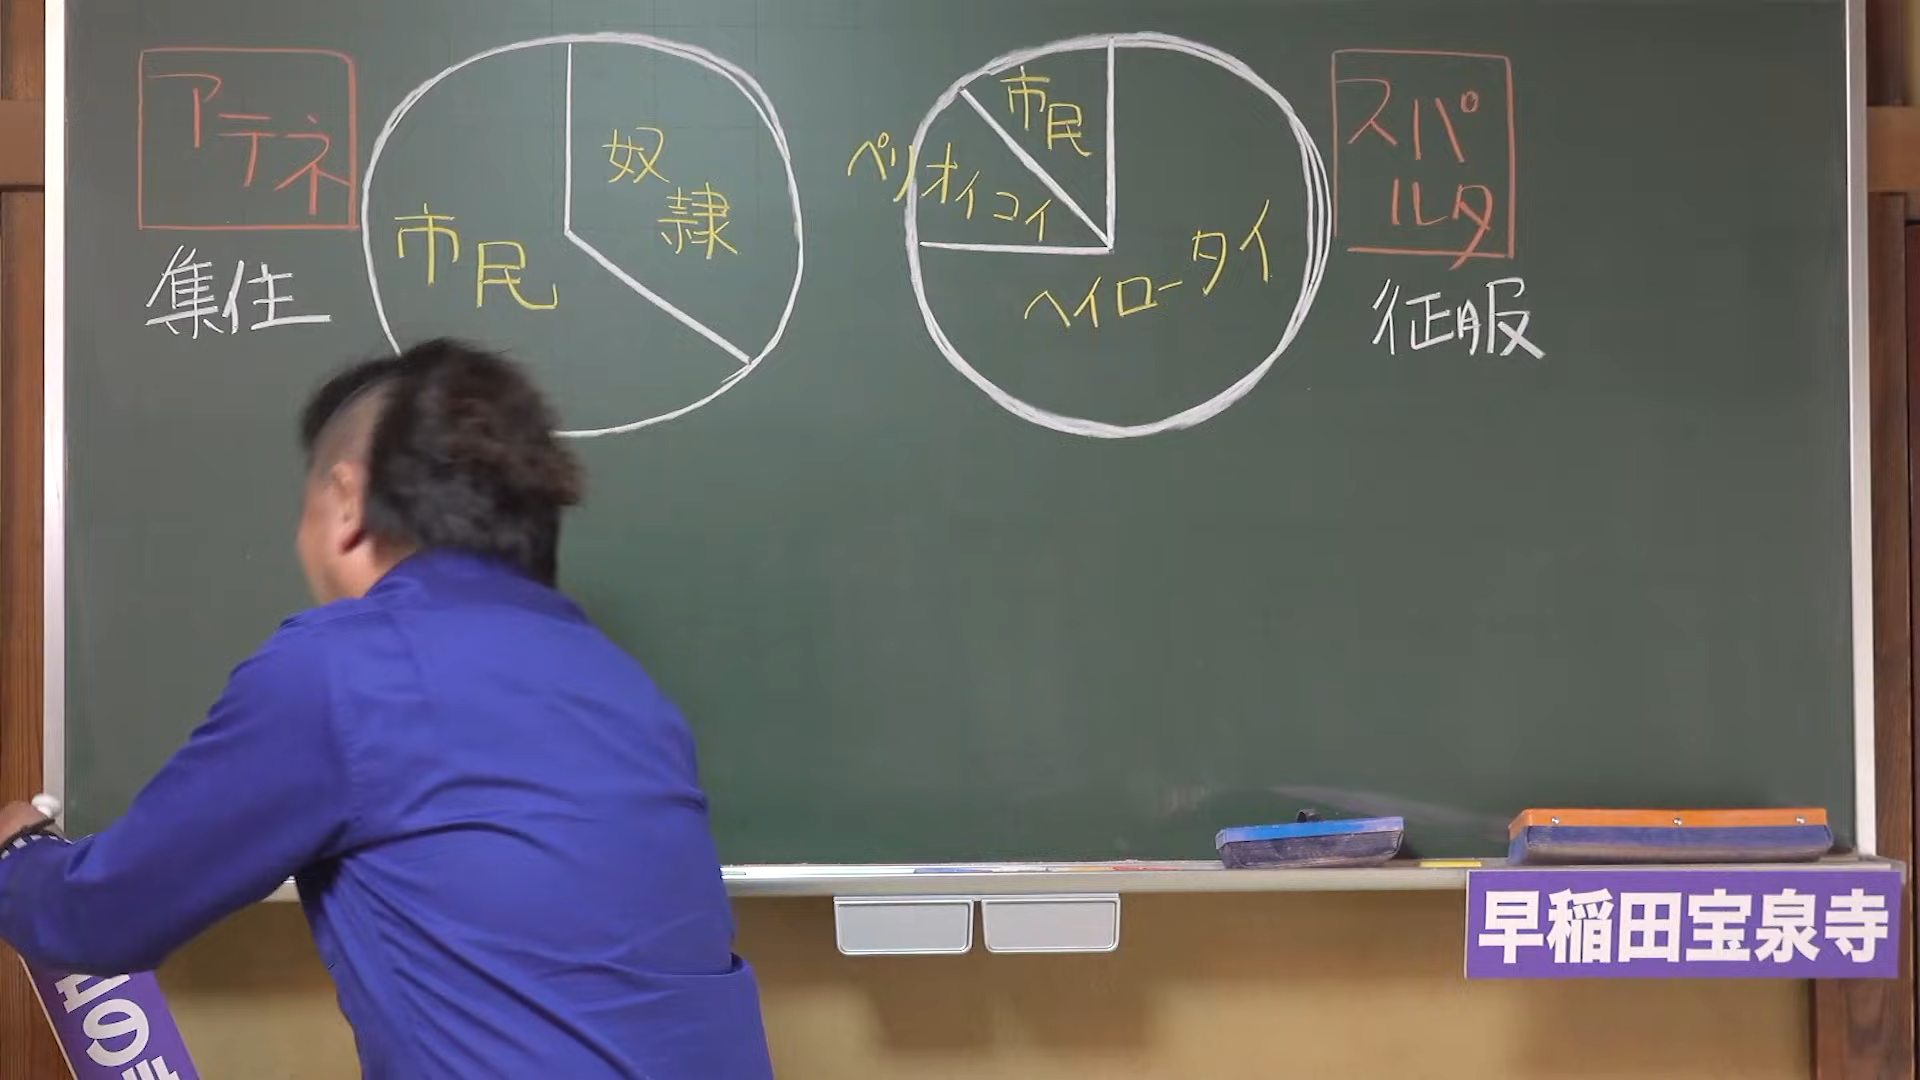 アテネ
集住
市民
奴隷
市民
ペリオイコイ
ヘイロータイ
スパルタ
征服
早稲田宝泉寺